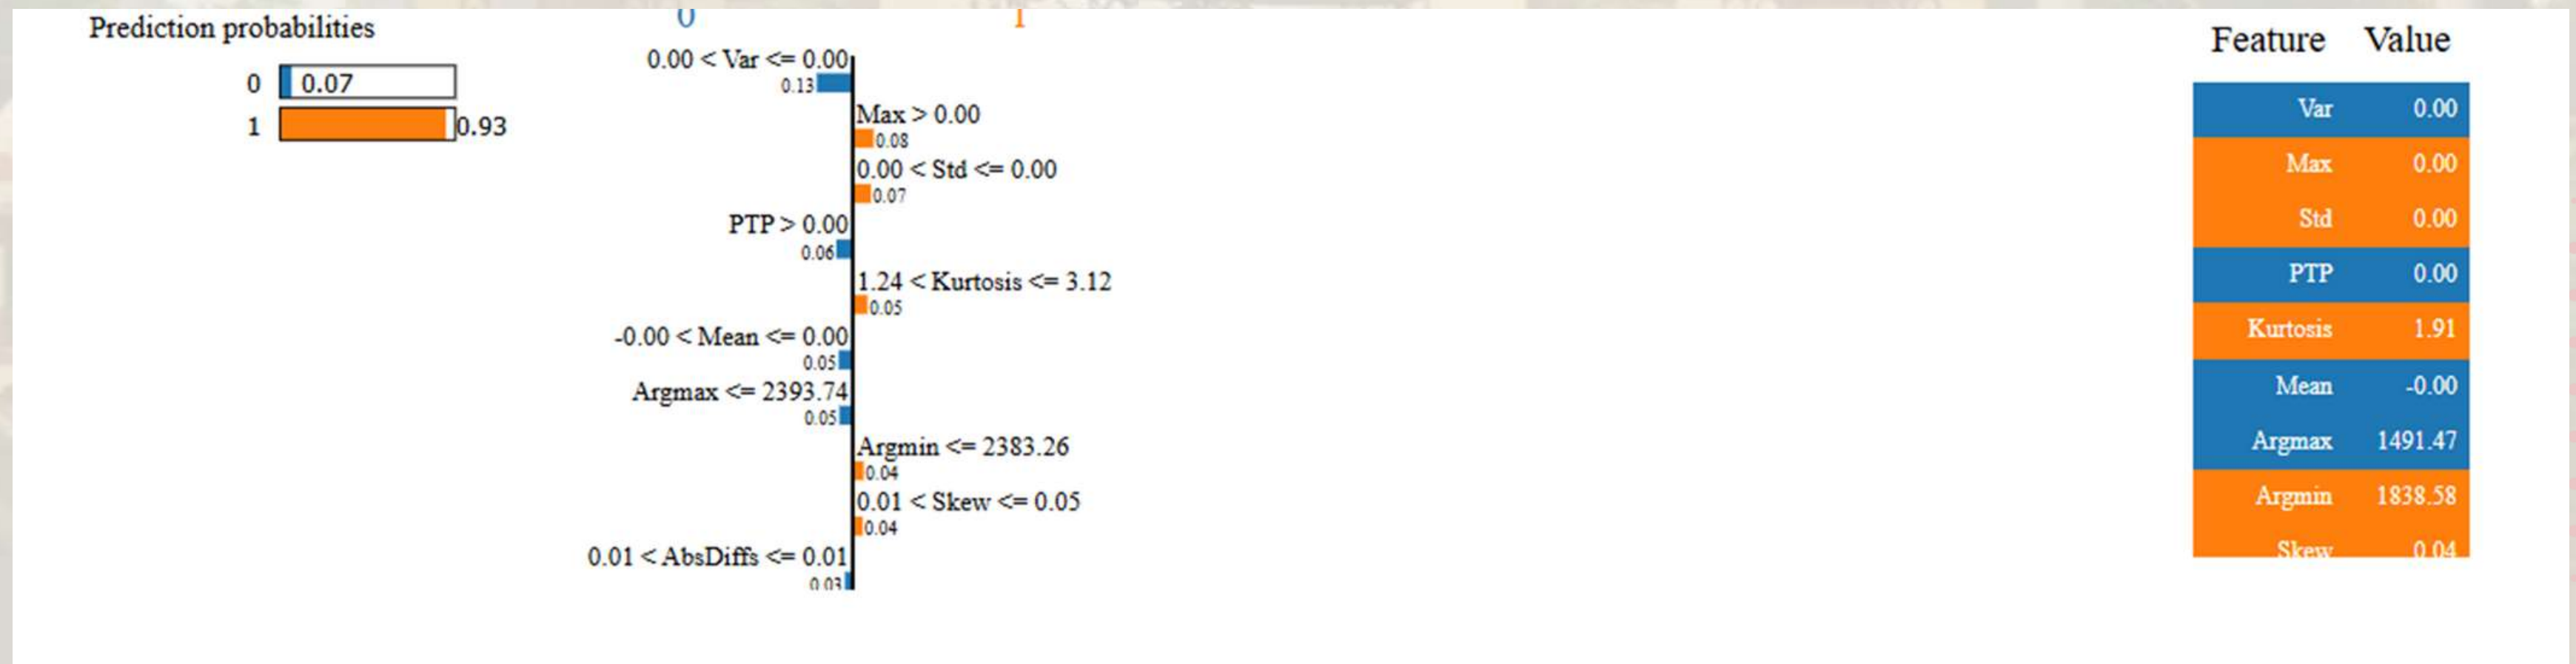 Prediction probabilities
0 0.07
1 0.93
0 1
0.00 < Var <= 0.00
0.13
Max > 0.00
0.08
0.00 < Std <= 0.00
0.07
PTP > 0.00
0.06
1.24 < Kurtosis <= 3.12
0.05
-0.00 < Mean <= 0.00
0.05
Argmax <= 2393.74
0.05
Argmin <= 2383.26
0.04
0.01 < Skew <= 0.05
0.04
0.01 < AbsDiffs <= 0.01
0.03
Feature Value
Var 0.00
Max 0.00
Std 0.00
PTP 0.00
Kurtosis 1.91
Mean -0.00
Argmax 1491.47
Argmin 1838.58
Skew 0.04